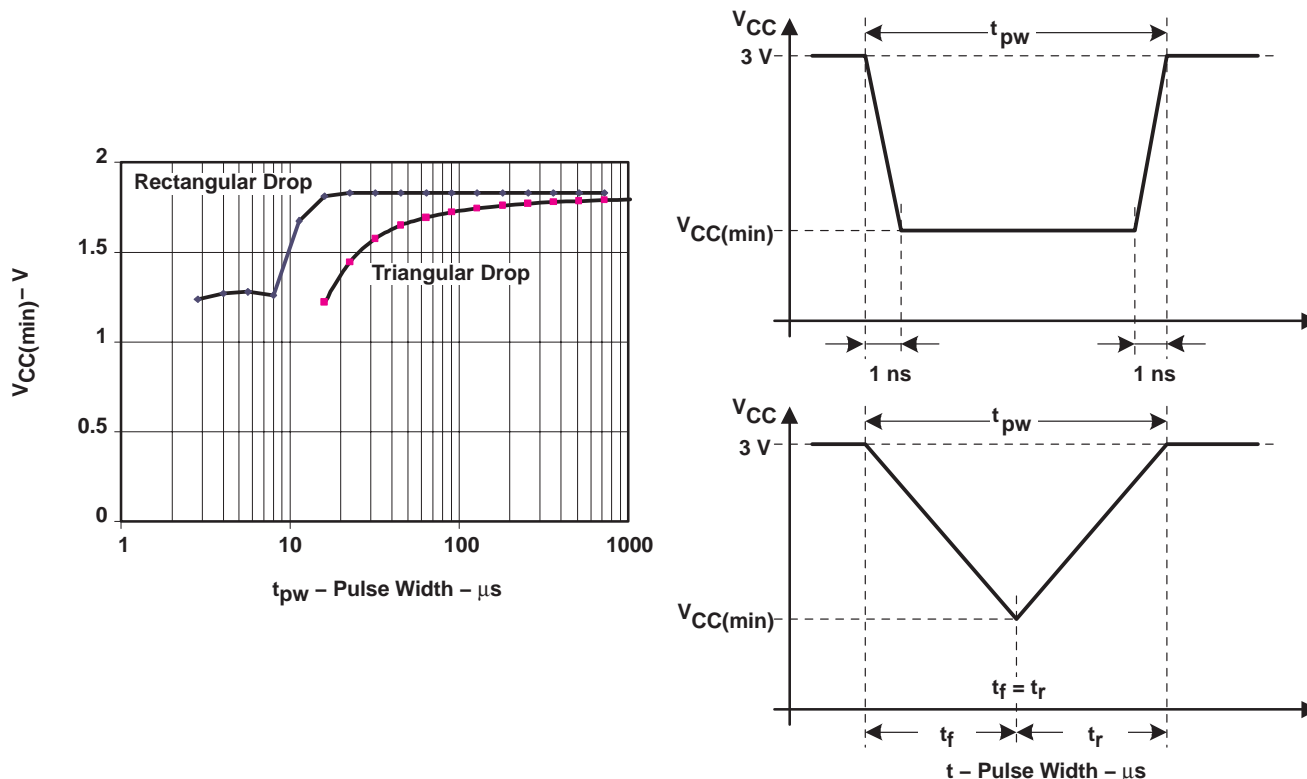 2
Rectangular Drop
1.5
Triangular Drop
1
0.5
0
VCC(min) – V
1 10 100 1000
tpw – Pulse Width – μs
VCC
tpw
3 V
VCC(min)
1 ns 1 ns
VCC
tpw
3 V
VCC(min)
tf = tr
tf tr
t – Pulse Width – μs